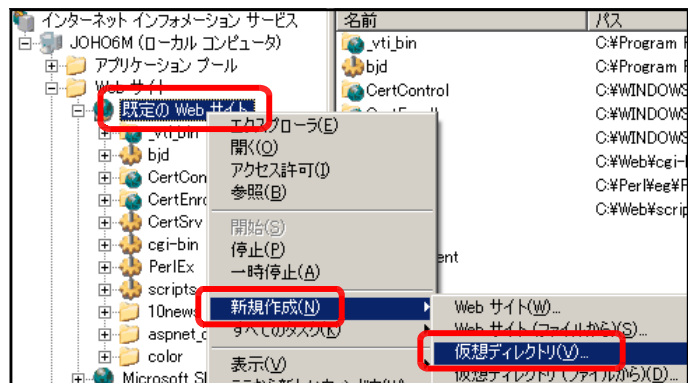 インターネット インフォメーション サービス
名前
パス
JOHO6M (ローカル コンピュータ)
_vti_bin
C:¥Program F
アプリケーション プール
bjd
C:¥Program F
Web サイト
CertControl
C:¥WINDOWS
既定の Web サイト
C:¥WINDOWS
_vti_bin
エクスプローラ(E)
C:¥WINDOWS
bjd
開く(O)
C:¥Web¥cgi-l
CertCon
アクセス許可(I)
C:¥Perl¥eg¥P
CertEnro
参照(B)
C:¥Web¥scrip
CertSrv
開始(S)
cgi-bin
停止(P)
ent
PerlEx
一時停止(A)
scripts
10news
新規作成(N)
Web サイト(W)...
aspnet_c
すべてのタスク(K)
Web サイト (ファイルから)(S)...
color
表示(V)
仮想ディレクトリ(V)...
Microsoft S
仮想ディレクトリ (ファイルから)(D)...